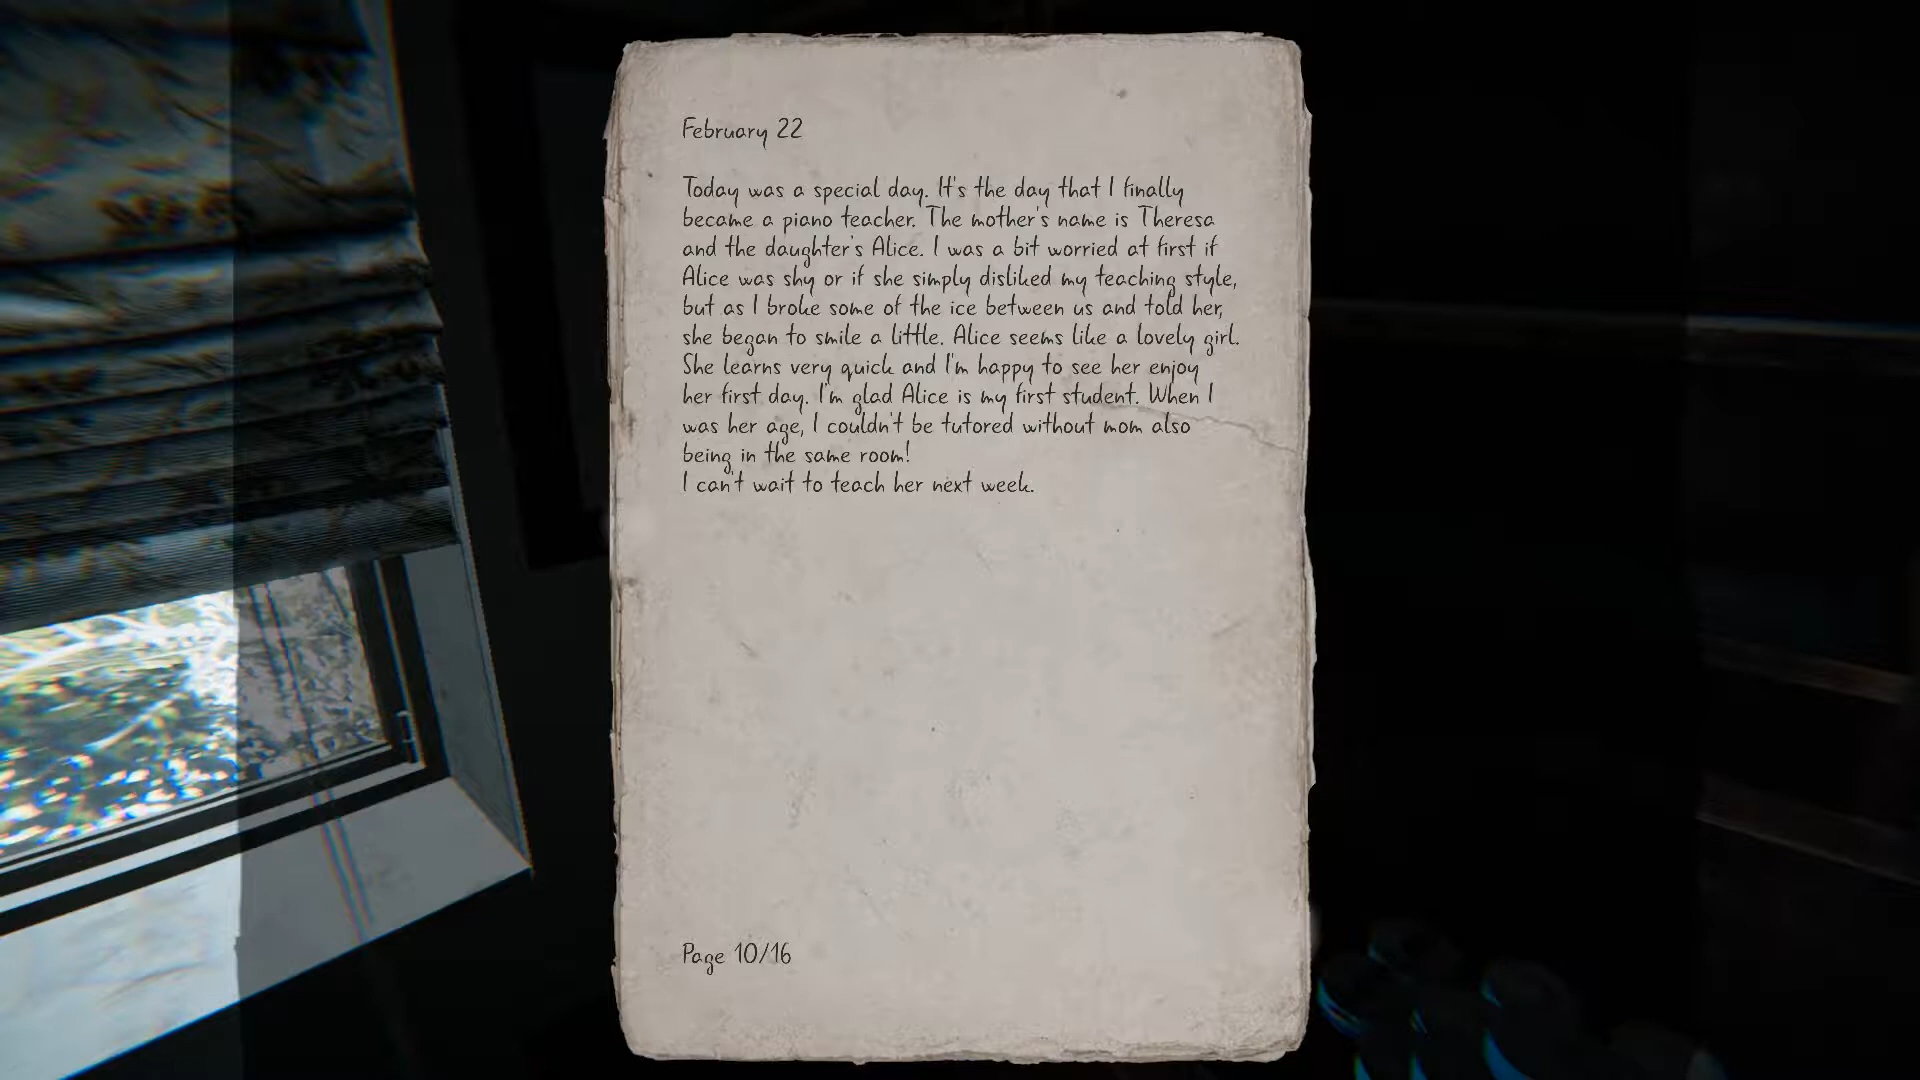 February 22
Today was a special day. It's the day that I finally
became a piano teacher. The mother's name is Theresa
and the daughter's Alice. I was a bit worried at first if
Alice was shy or if she simply disliked my teaching style,
but as I broke some of the ice between us and told her,
she began to smile a little. Alice seems like a lovely girl.
She learns very quick and I'm happy to see her enjoy
her first day. I'm glad Alice is my first student. When I
was her age, I couldn't be tutored without mom also
being in the same room!
I can't wait to teach her next week.
Page 10/16